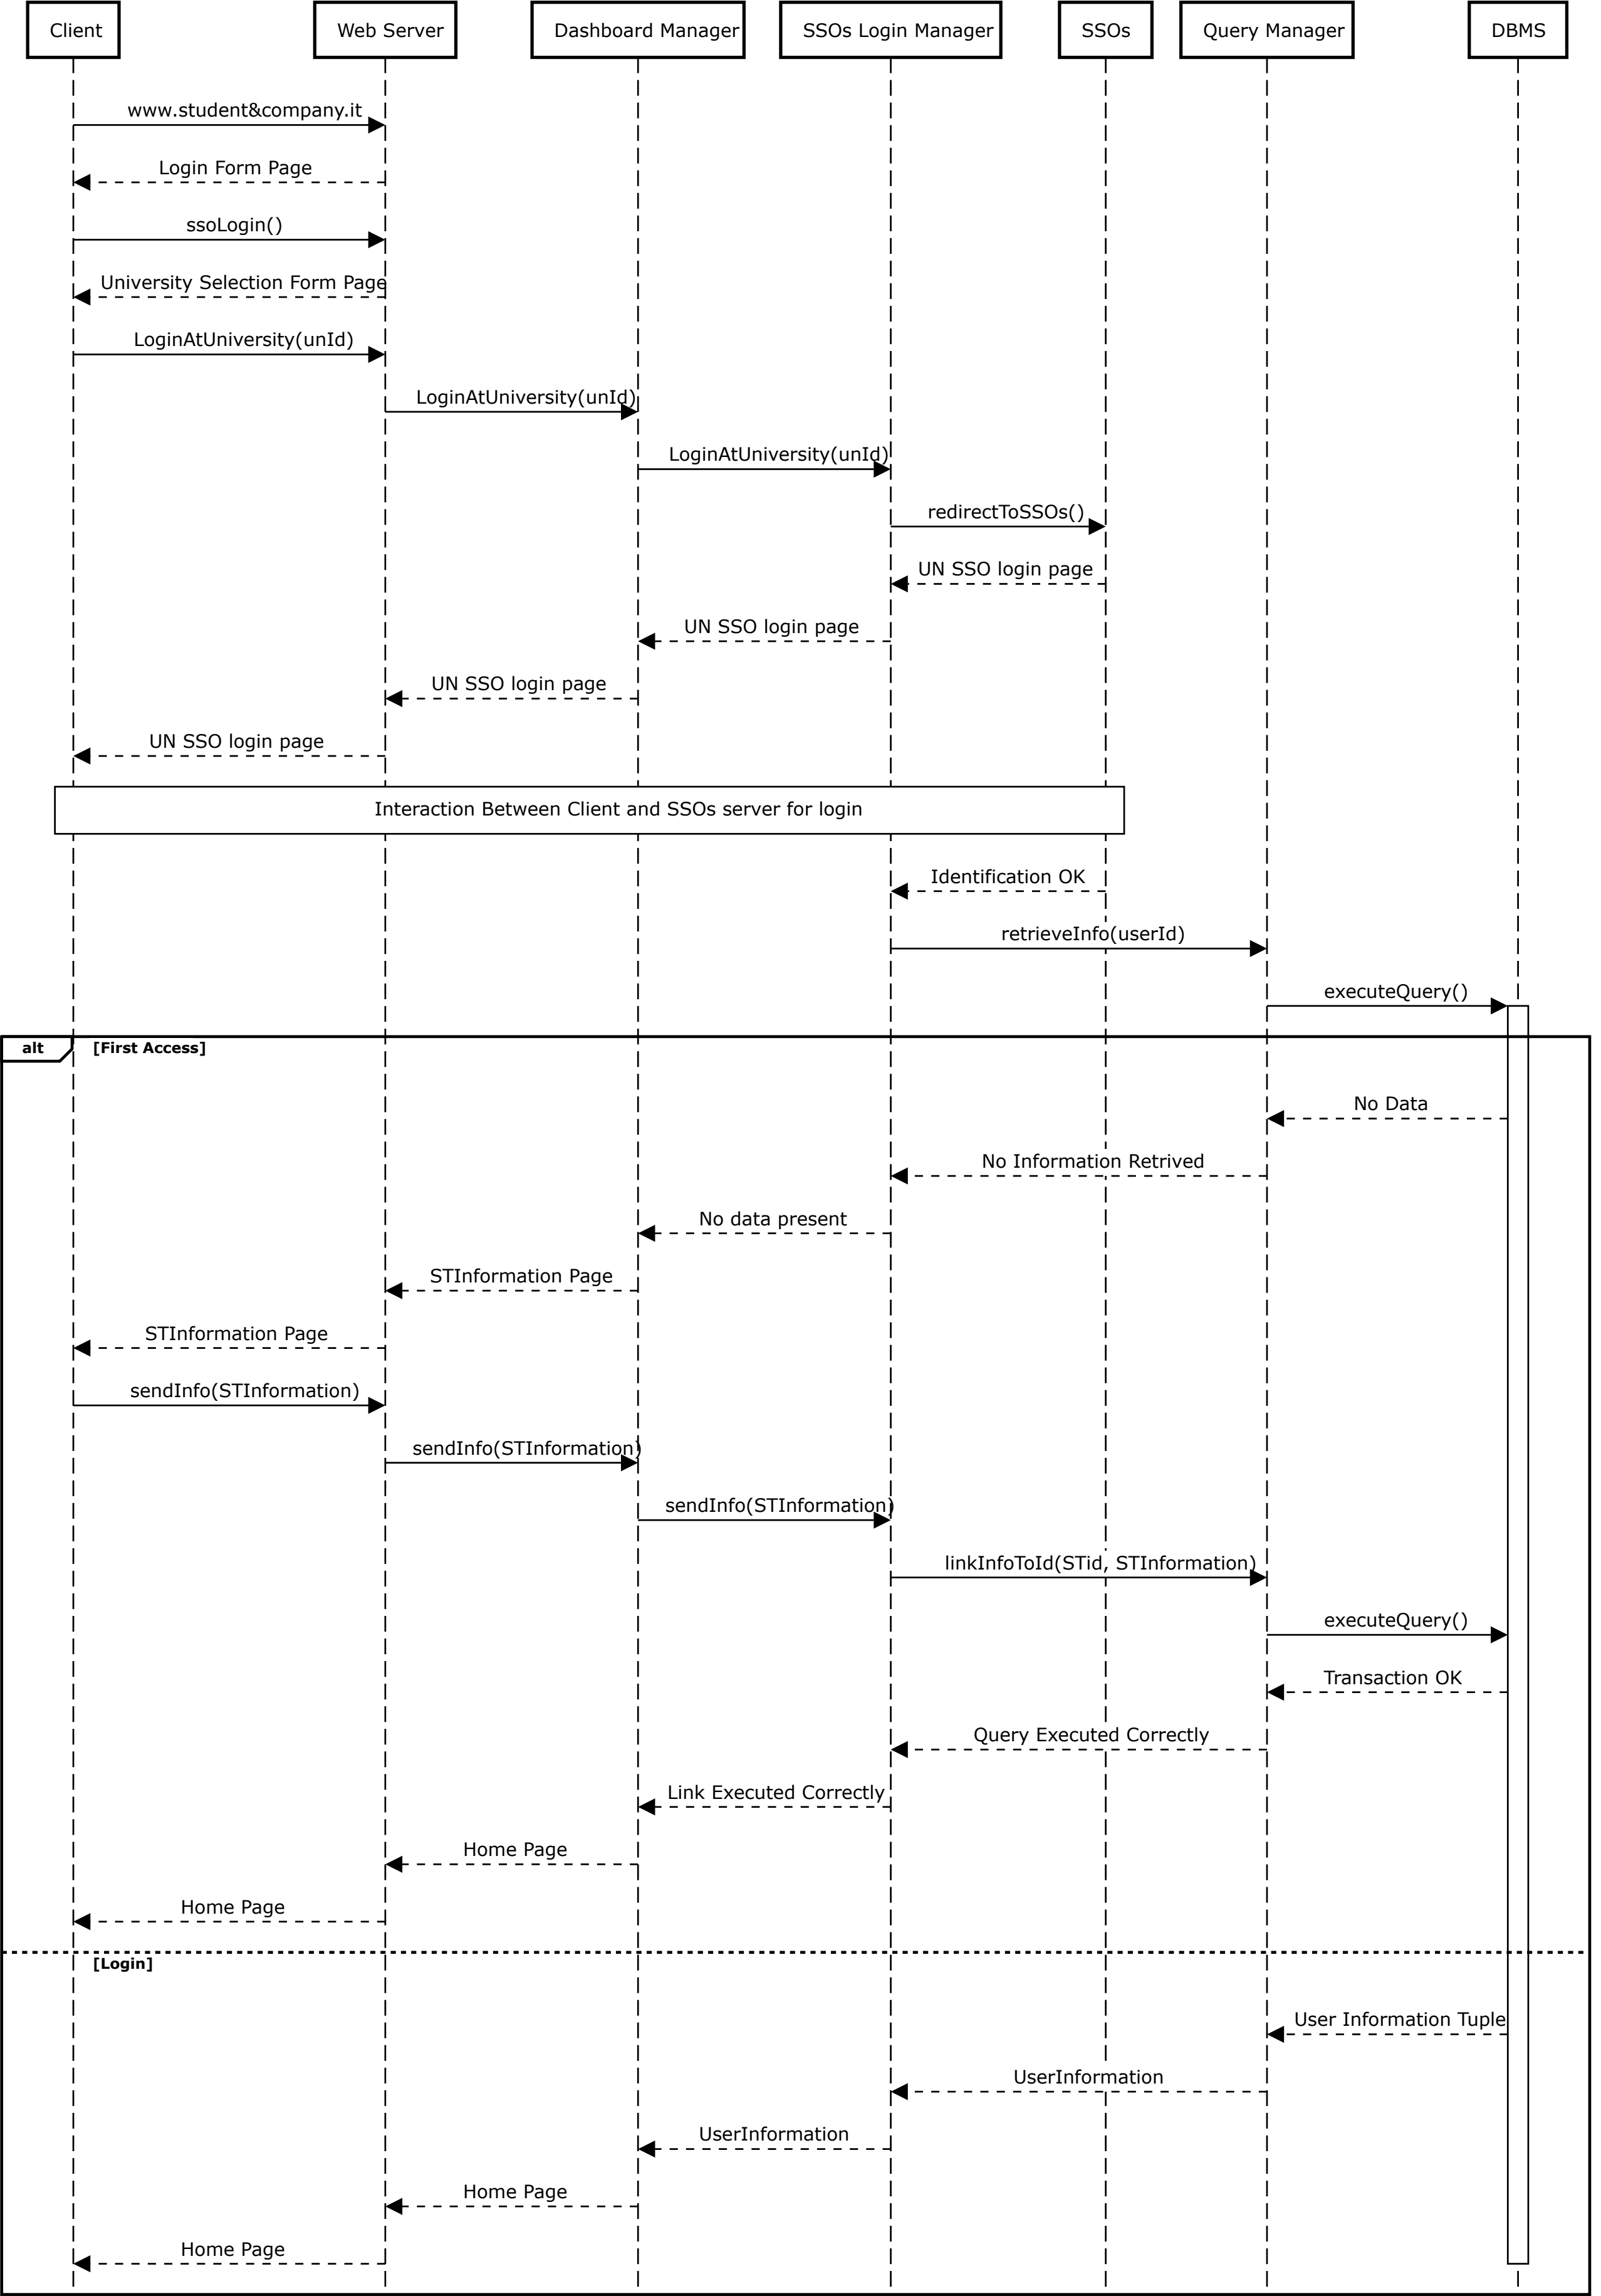 Client
Web Server
Dashboard Manager
SSOs Login Manager
SSOs
Query Manager
DBMS
www.student&company.it
Login Form Page
ssoLogin()
University Selection Form Page
LoginAtUniversity(unId)
LoginAtUniversity(unId)
LoginAtUniversity(unId)
redirectToSSOs()
UN SSO login page
UN SSO login page
UN SSO login page
UN SSO login page
Interaction Between Client and SSOs server for login
Identification OK
retrieveInfo(userId)
executeQuery()
alt
[First Access]
No Data
No Information Retrived
No data present
STInformation Page
STInformation Page
sendInfo(STInformation)
sendInfo(STInformation)
sendInfo(STInformation)
linkInfoToId(STid, STInformation)
executeQuery()
Transaction OK
Query Executed Correctly
Link Executed Correctly
Home Page
Home Page
[Login]
User Information Tuple
UserInformation
UserInformation
Home Page
Home Page